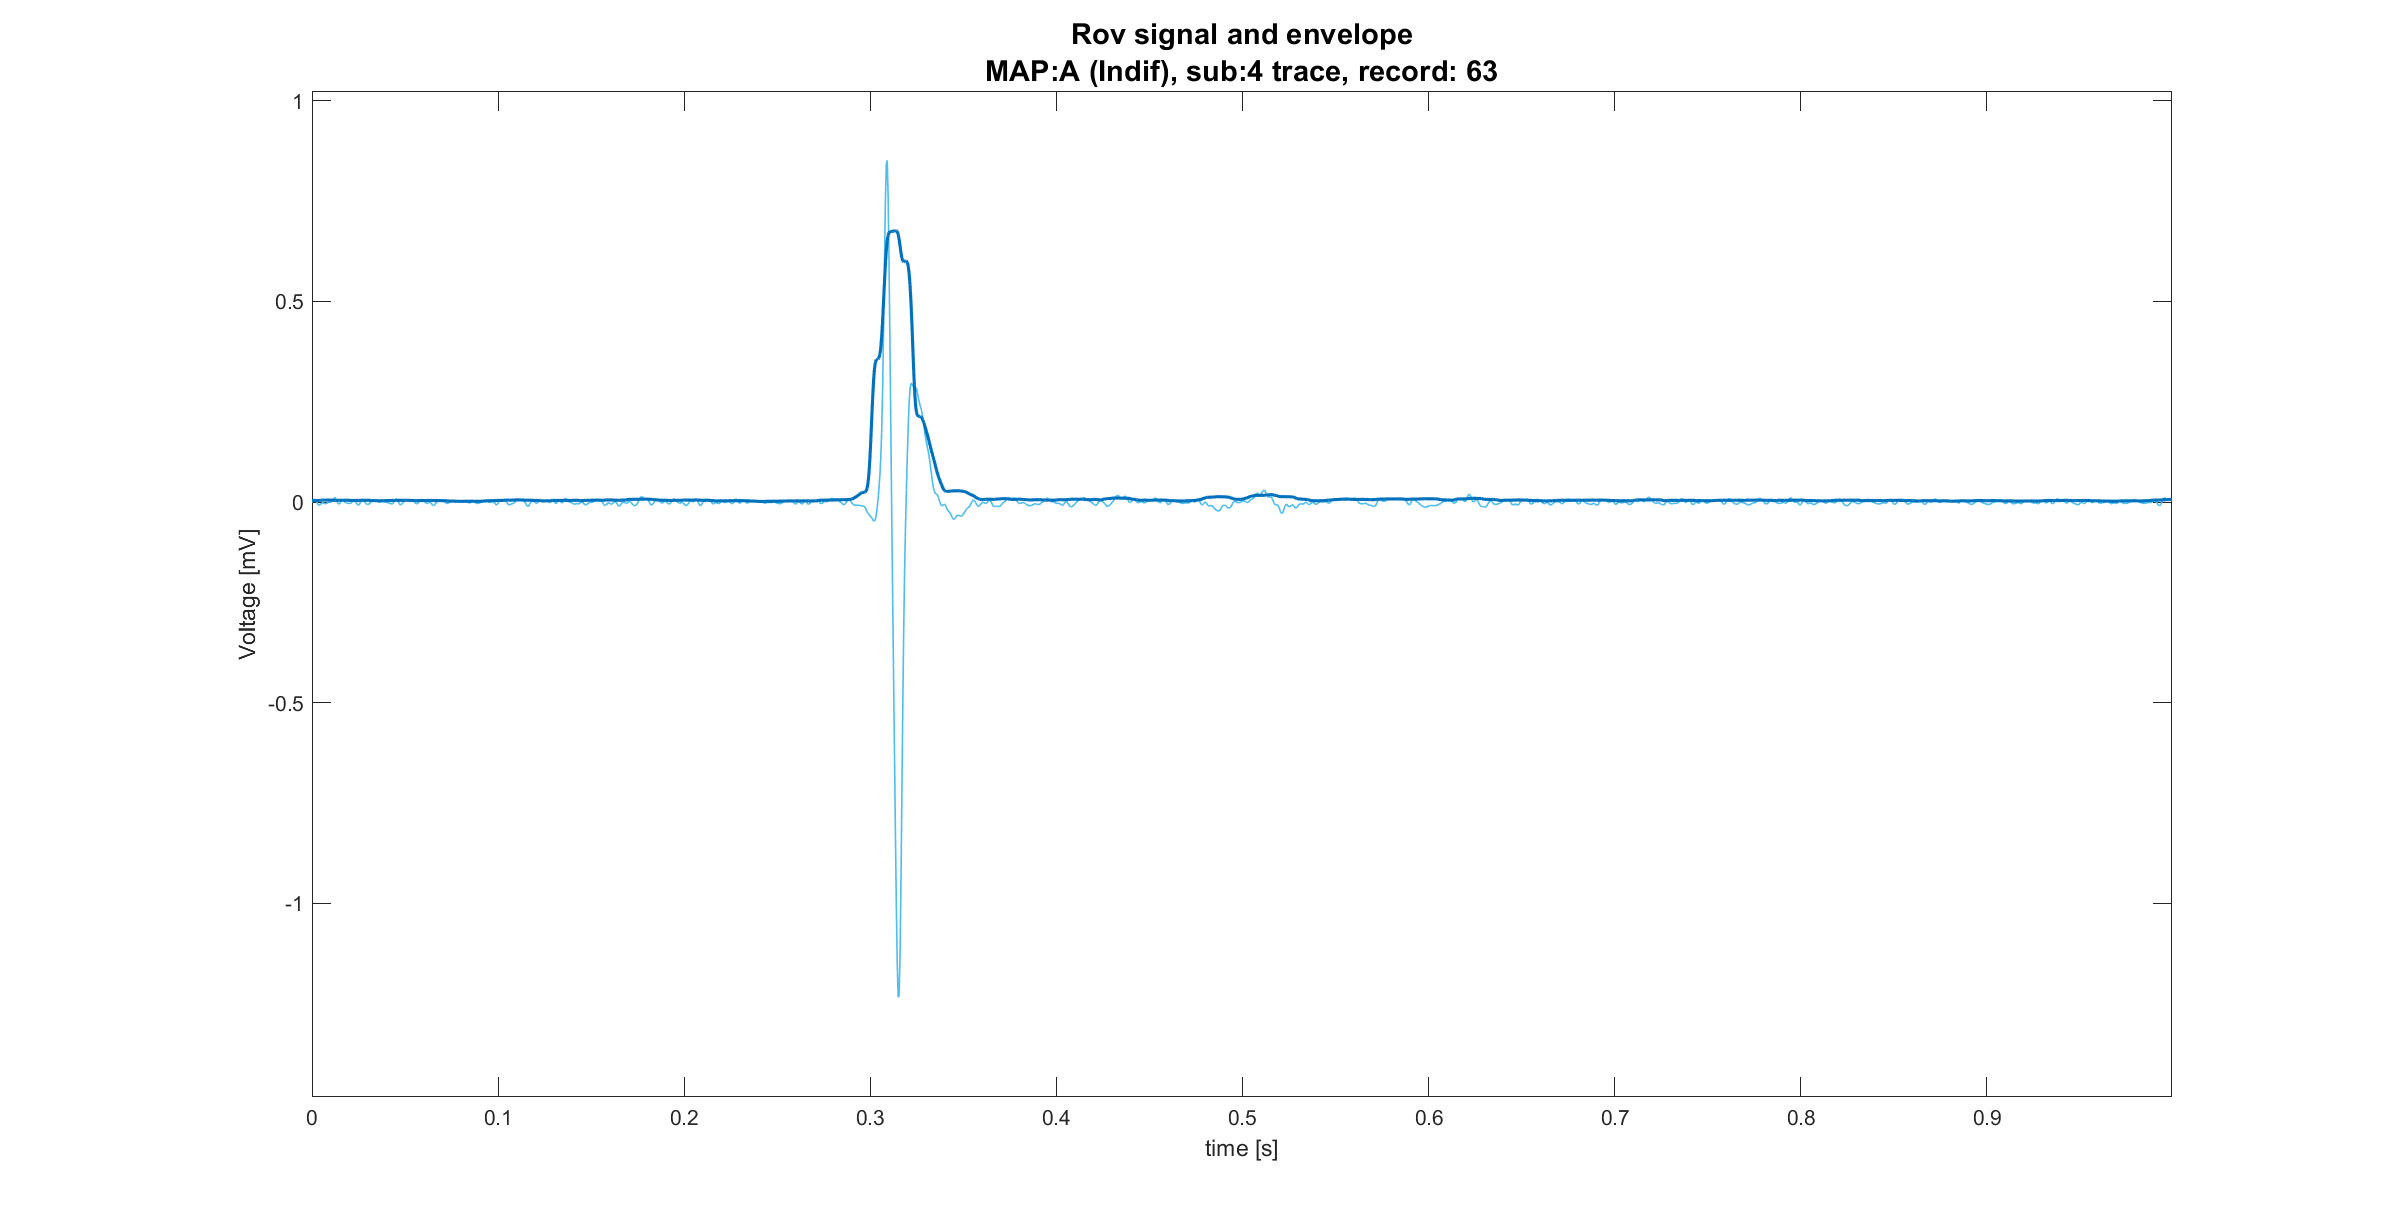 Rov signal and envelope
MAP:A (Indif), sub:4 trace, record: 63
1
0.5
0
-0.5
-1
Voltage [mV]
0 0.1 0.2 0.3 0.4 0.5 0.6 0.7 0.8 0.9
time [s]